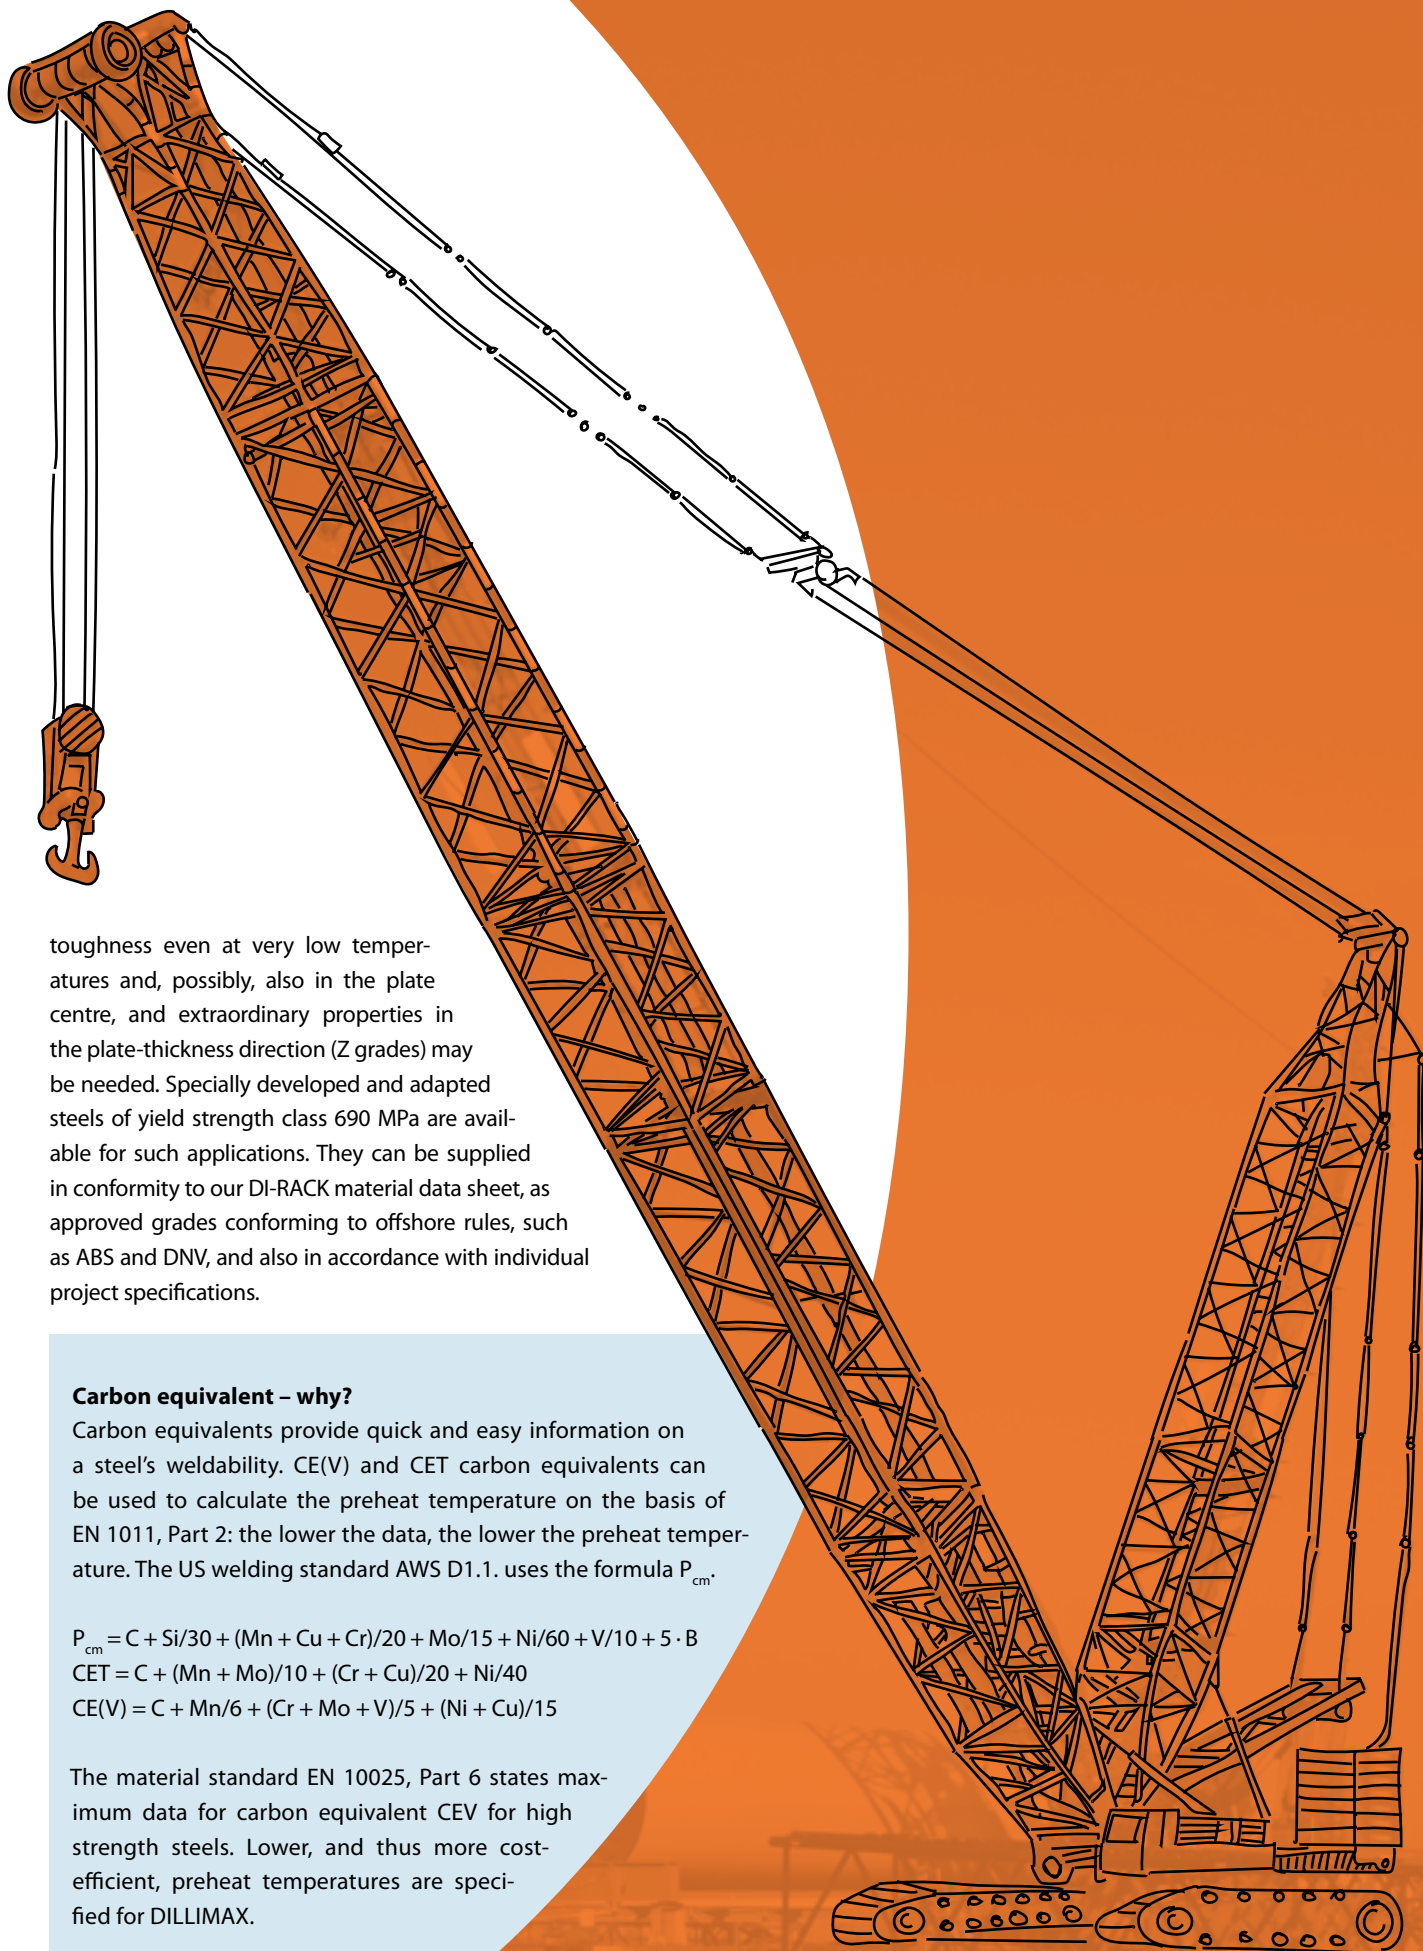 toughness even at very low temper-
atures and, possibly, also in the plate
centre, and extraordinary properties in
the plate-thickness direction (Z grades) may
be needed. Specially developed and adapted
steels of yield strength class 690 MPa are avail-
able for such applications. They can be supplied
in conformity to our DI-RACK material data sheet, as
approved grades conforming to offshore rules, such
as ABS and DNV, and also in accordance with individual
project specifications.
Carbon equivalent – why?
Carbon equivalents provide quick and easy information on
a steel's weldability. CE(V) and CET carbon equivalents can
be used to calculate the preheat temperature on the basis of
EN 1011, Part 2: the lower the data, the lower the preheat temper-
ature. The US welding standard AWS D1.1. uses the formula Pcm.
Pcm = C + Si/30 + (Mn + Cu + Cr)/20 + Mo/15 + Ni/60 + V/10 + 5 · B
CET = C + (Mn + Mo)/10 + (Cr + Cu)/20 + Ni/40
CE(V) = C + Mn/6 + (Cr + Mo + V)/5 + (Ni + Cu)/15
The material standard EN 10025, Part 6 states max-
imum data for carbon equivalent CEV for high
strength steels. Lower, and thus more cost-
efficient, preheat temperatures are speci-
fied for DILLIMAX.